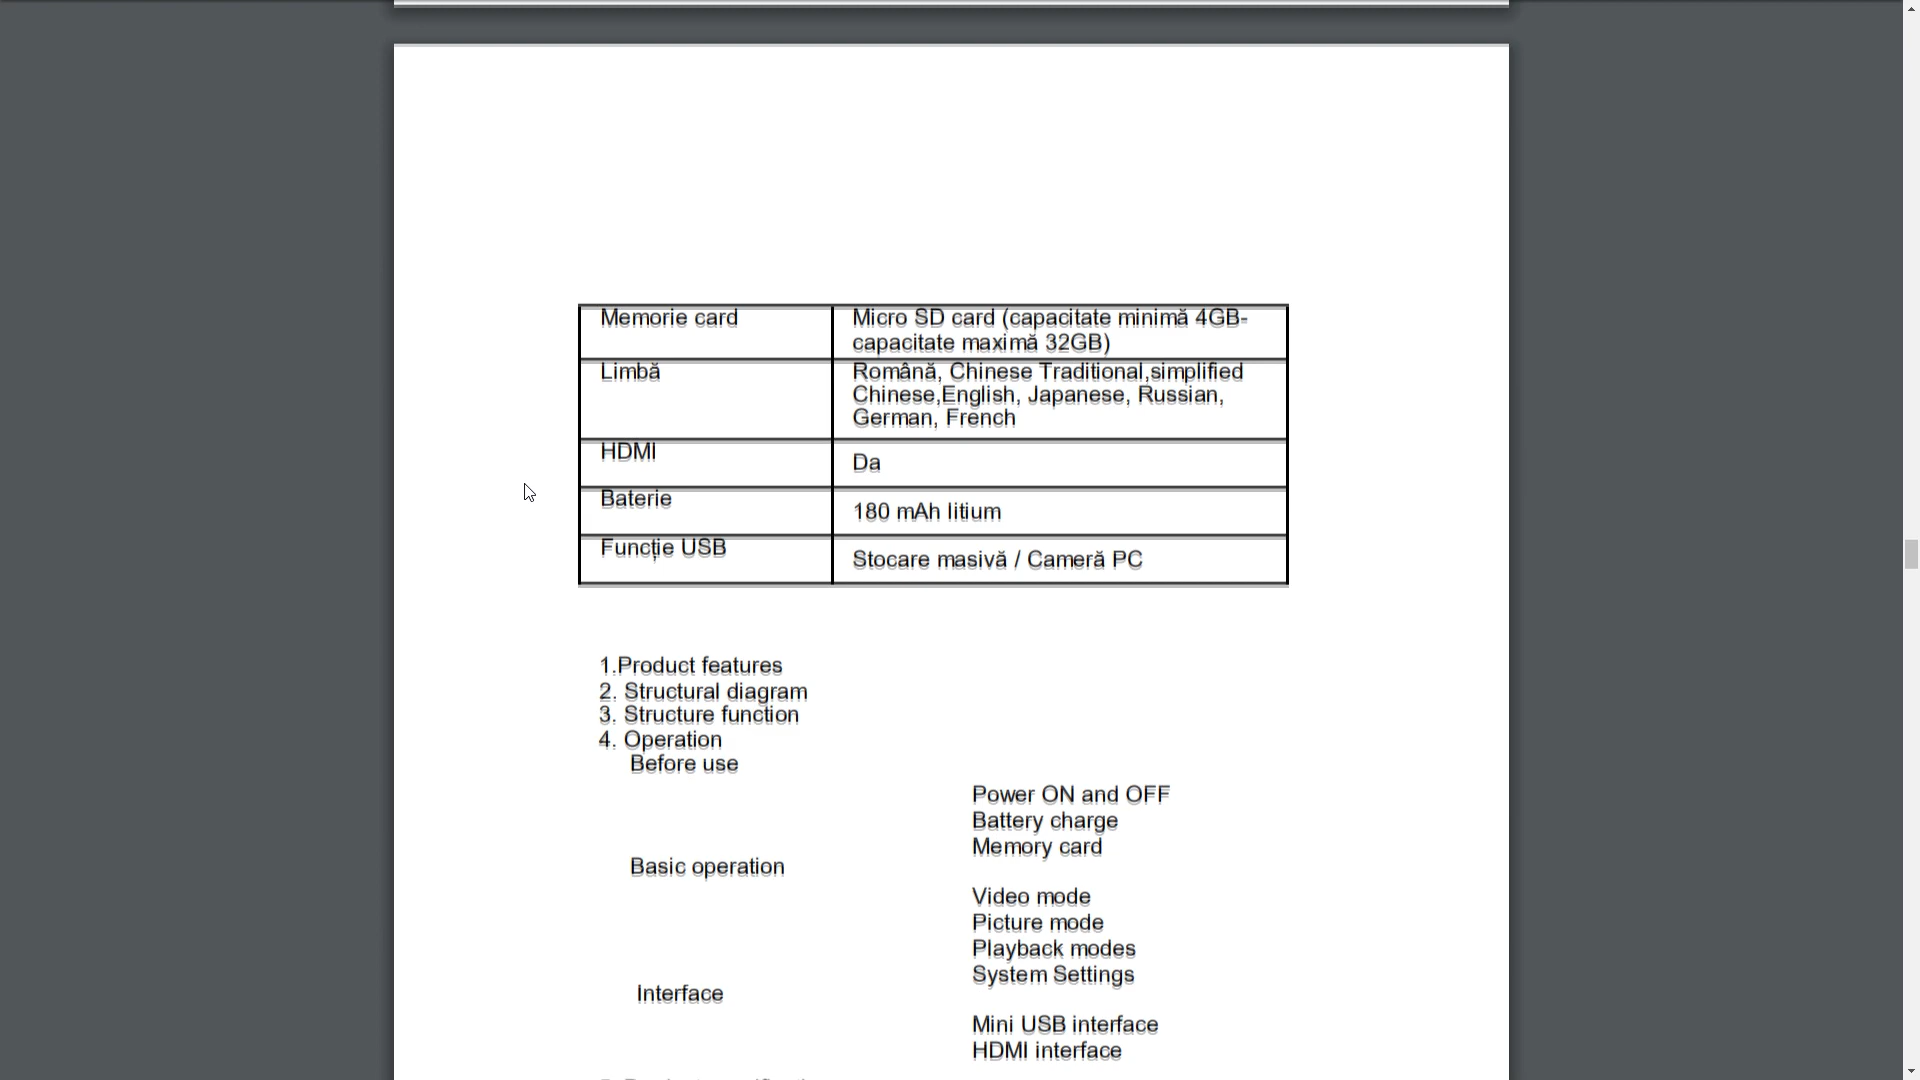 Memorie card
Micro SD card (capacitate minimă 4GB-
capacitate maximă 32GB)
Limbă
Română, Chinese Traditional,simplified
Chinese,English, Japanese, Russian,
German, French
HDMI
Da
Baterie
180 mAh litium
Funcție USB
Stocare masivă / Cameră PC
1.Product features
2. Structural diagram
3. Structure function
4. Operation
Before use
Power ON and OFF
Battery charge
Memory card
Basic operation
Video mode
Picture mode
Playback modes
System Settings
Interface
Mini USB interface
HDMI interface